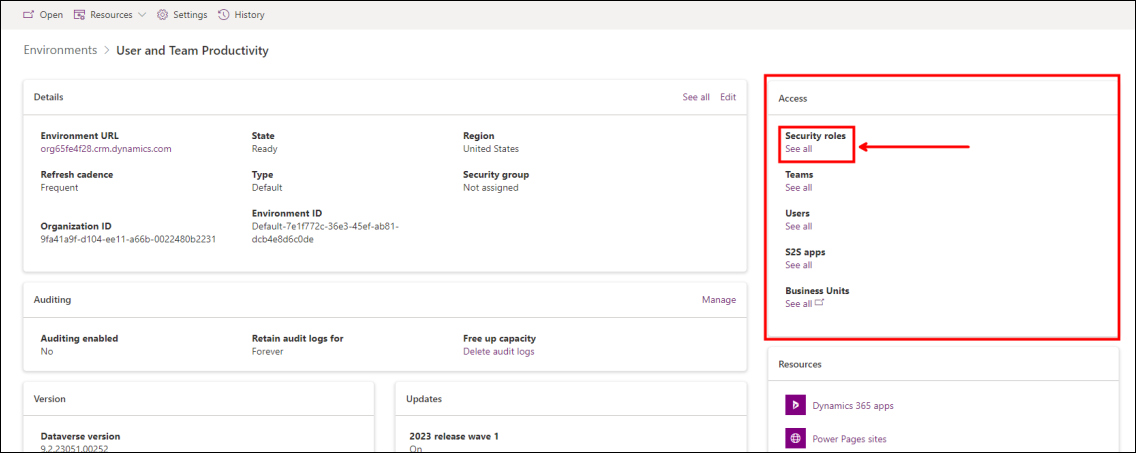 Open Resources Settings History
Environments > User and Team Productivity
Details See all Edit
Environment URL State Region
org65fe4f28.crm.dynamics.com Ready United States
Refresh cadence Type Security group
Frequent Default Not assigned
Organization ID Environment ID
9fa41a9f-d104-ee11-a66b-0022480b2231 Default-7e1f772c-36e3-45ef-ab81-
dcb4e8d6c0de
Auditing Manage
Auditing enabled Retain audit logs for Free up capacity
No Forever Delete audit logs
Version
Dataverse version
9.2.23051.00252
Updates
2023 release wave 1
On
Access
Security roles
See all
Teams
See all
Users
See all
S2S apps
See all
Business Units
See all
Resources
Dynamics 365 apps
Power Pages sites